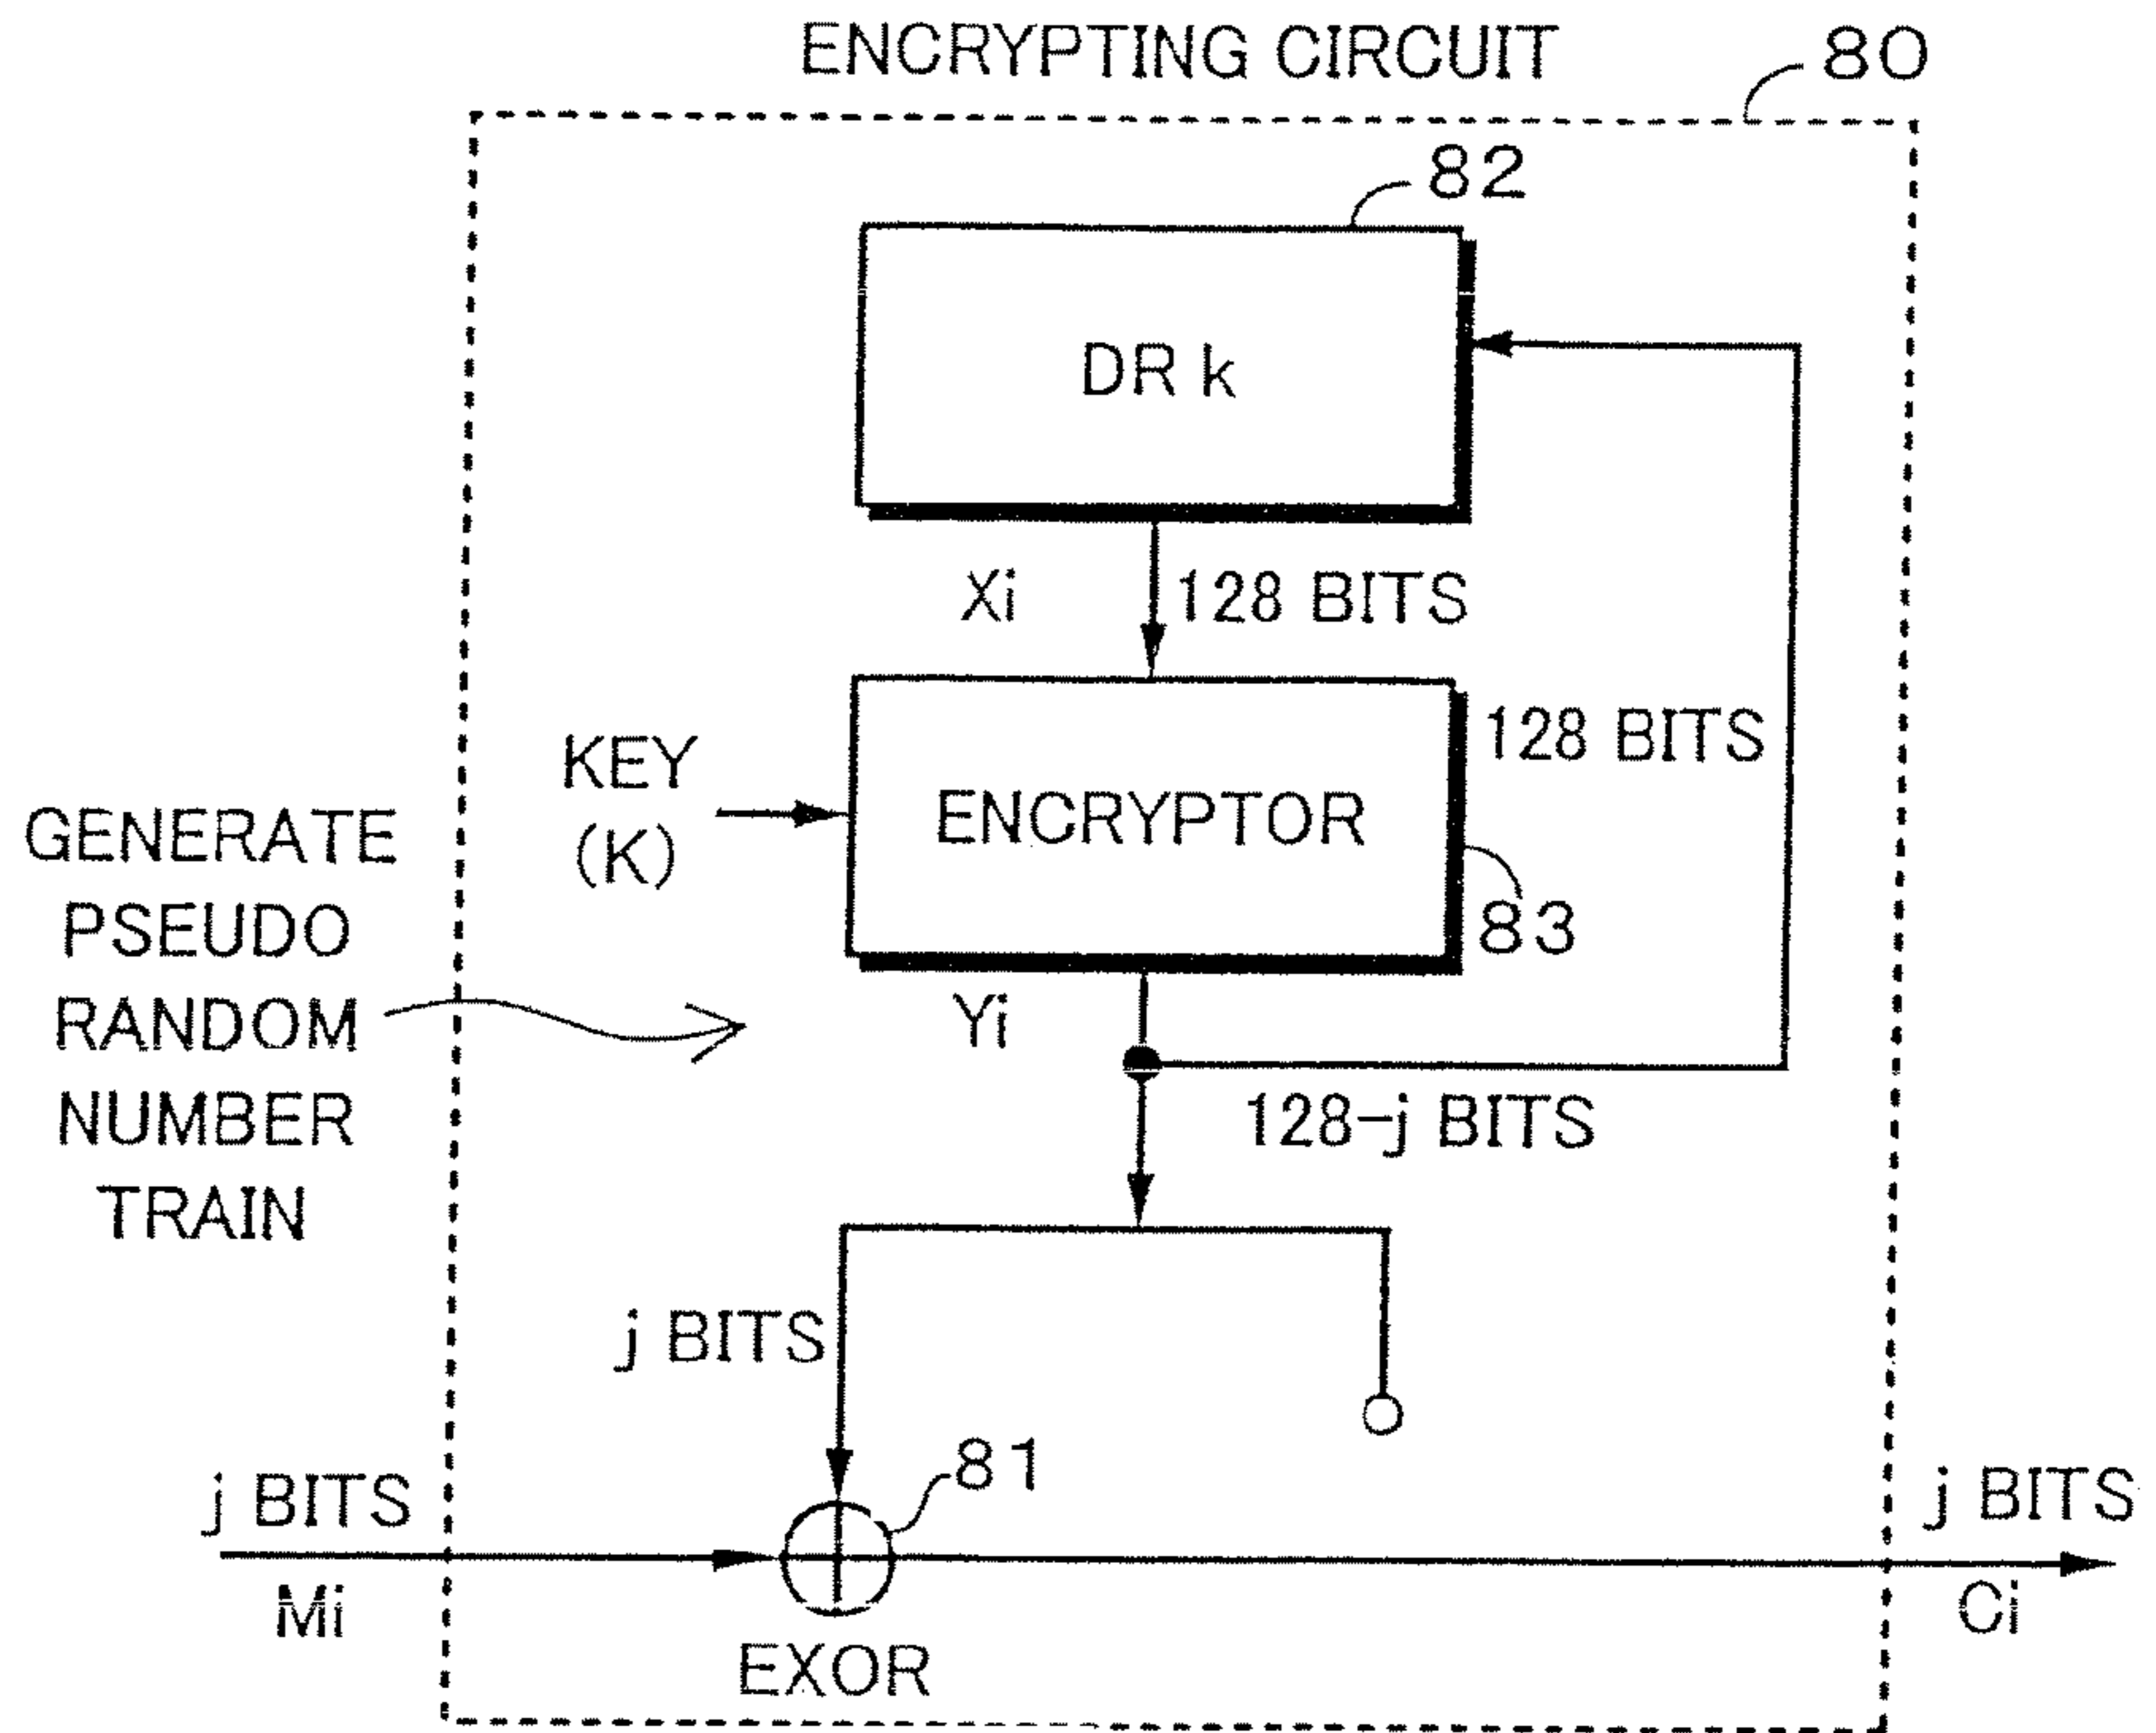 ENCRYPTING CIRCUIT
80
82
DR k
Xi
128 BITS
128 BITS
KEY
(K)
ENCRYPTOR
83
GENERATE
PSEUDO
RANDOM
NUMBER
TRAIN
Yi
128-j BITS
j BITS
81
j BITS
Mi
EXOR
j BITS
Ci